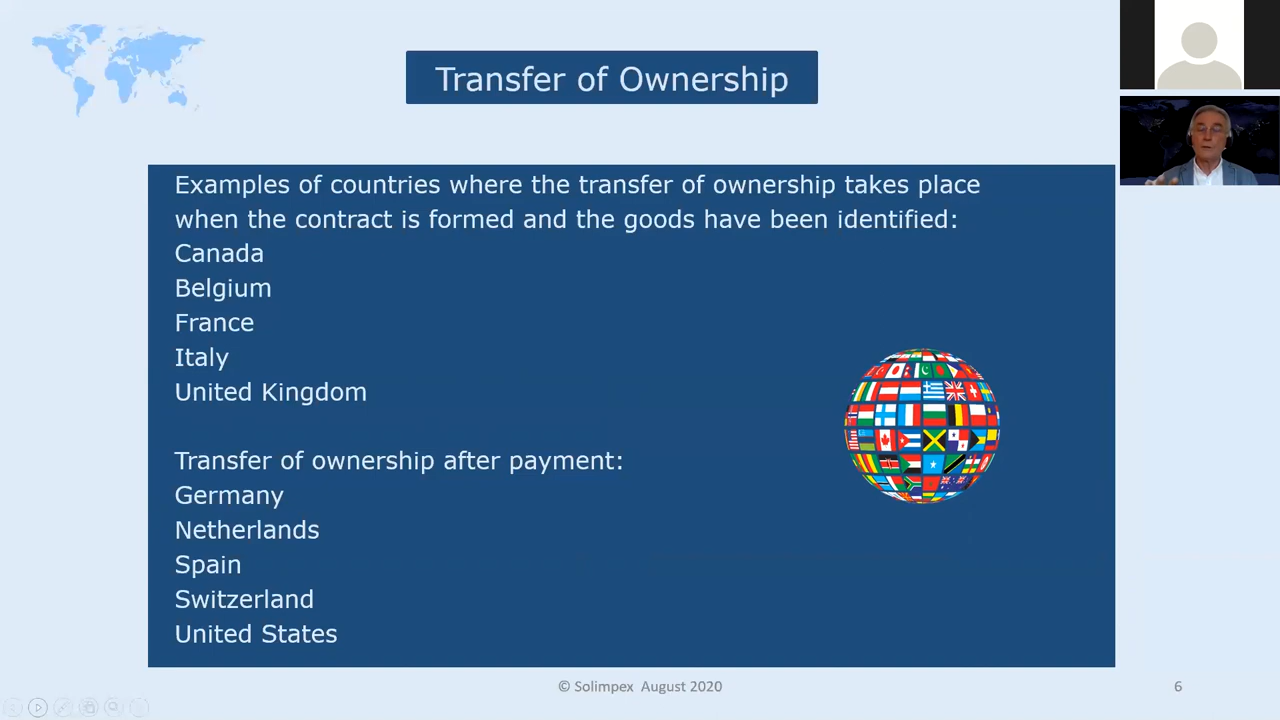 Transfer of Ownership
Examples of countries where the transfer of ownership takes place
when the contract is formed and the goods have been identified:
Canada
Belgium
France
Italy
United Kingdom
Transfer of ownership after payment:
Germany
Netherlands
Spain
Switzerland
United States
© Solimpex August 2020
6